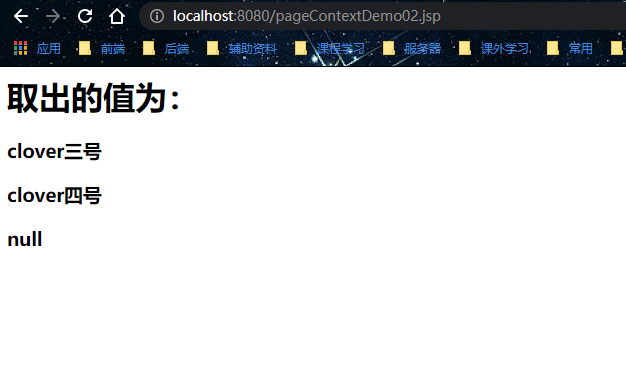 localhost:8080/pageContextDemo02.jsp
应用 前端 后端 辅助资料 课程学习 服务器 课外学习 常用
取出的值为：
clover三号
clover四号
null